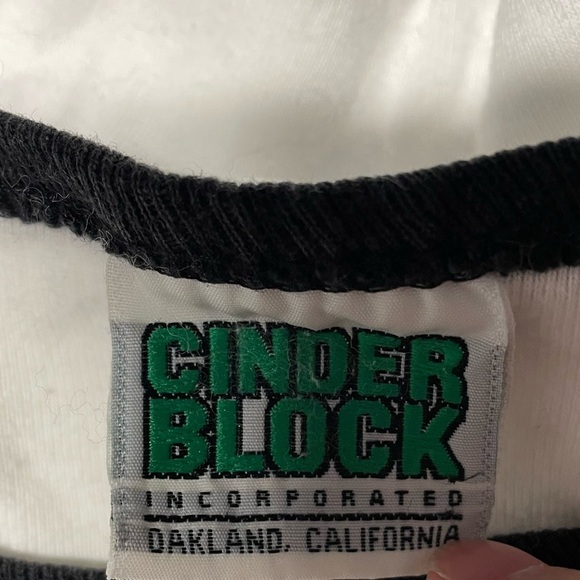 CINDER
BLOCK
INCORPORATED
OAKLAND, CALIFORNIA